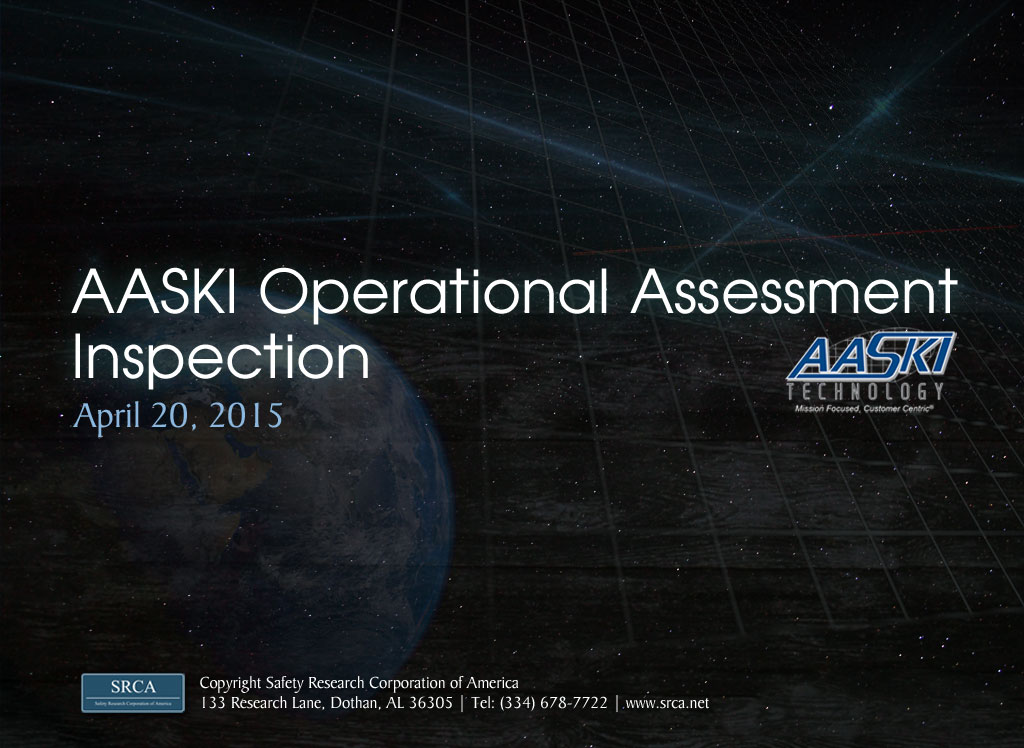 AASKI Operational Assessment
Inspection
April 20, 2015
AASKI
TECHNOLOGY
Mission Focused, Customer Centric®
SRCA
Safety Research Corporation of America
Copyright Safety Research Corporation of America
133 Research Lane, Dothan, AL 36305 | Tel: (334) 678-7722 | www.srca.net